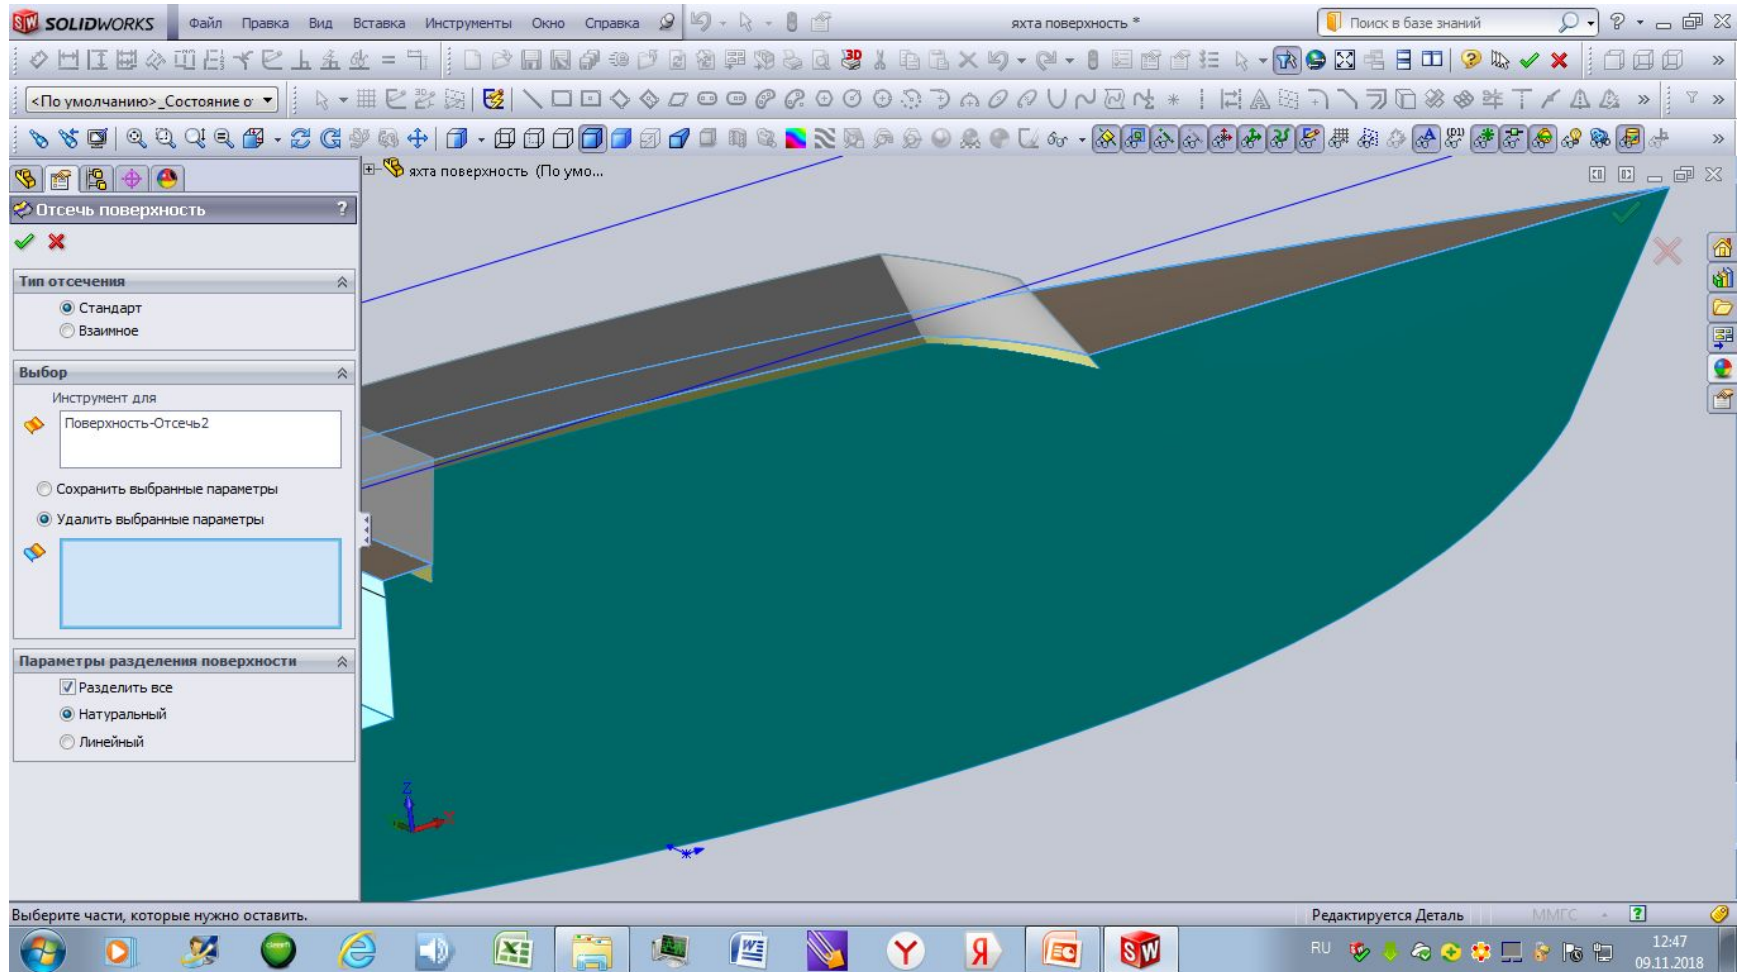 SOLIDWORKS Файл Правка Вид Вставка Инструменты Окно Справка яхта поверхность * Поиск в базе знаний
<По умолчанию>_Состояние о
яхта поверхность (По умо...
Отсечь поверхность ?
Тип отсечения
Стандарт
Взаимное
Выбор
Инструмент для
Поверхность-Отсечь2
Сохранить выбранные параметры
Удалить выбранные параметры
Параметры разделения поверхности
Разделить все
Натуральный
Линейный
Z
X
Выберите части, которые нужно оставить. Редактируется Деталь ММГС
RU 12:47
09.11.2018